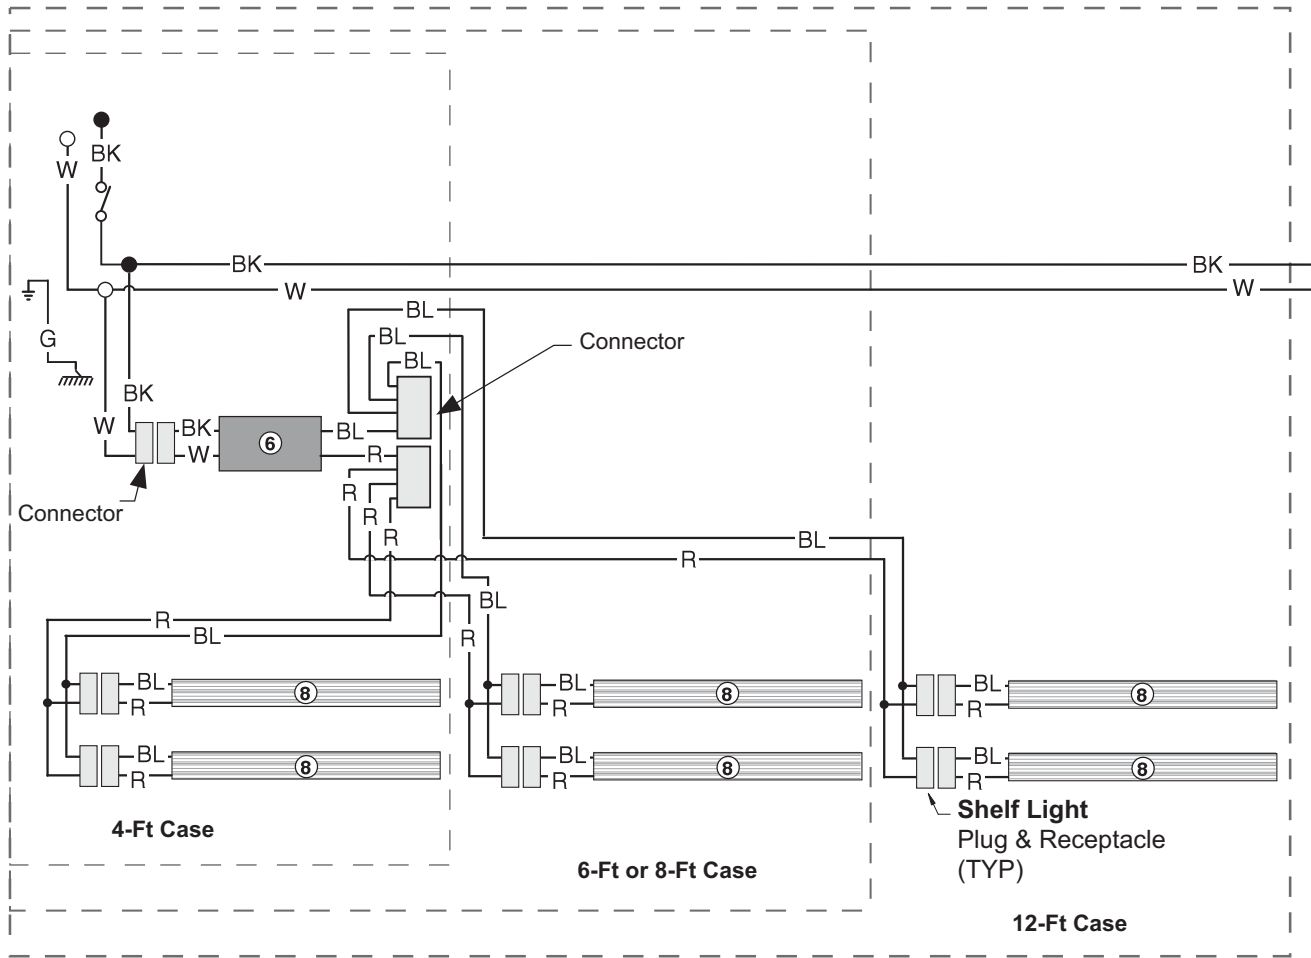 BK
W
BK
BK
W
W
BL
G
BL
Connector
BL
BK
W
BK
BL
6
W
R
R
Connector
R
R
BL
R
BL
R
R
BL
BL
8
R
BL
8
R
BL
8
R
BL
8
R
BL
8
R
BL
8
R
Shelf Light
Plug & Receptacle
(TYP)
4-Ft Case
6-Ft or 8-Ft Case
12-Ft Case